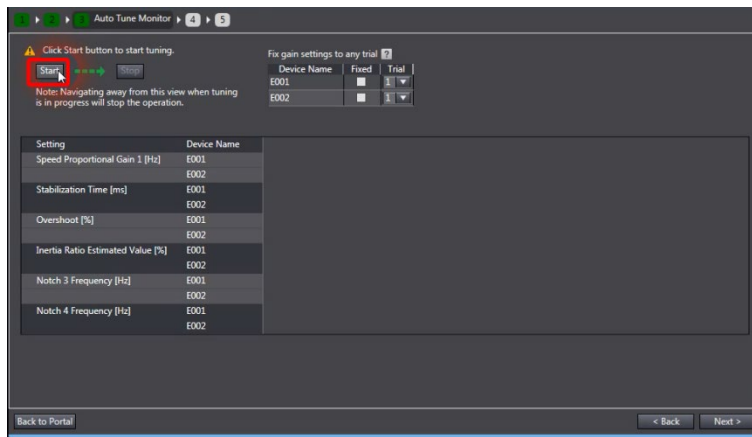 1 2 3 Auto Tune Monitor 4 5
Click Start button to start tuning.
Start Stop
Note: Navigating away from this view when tuning
is in progress will stop the operation.
Fix gain settings to any trial ?
Device Name Fixed Trial
E001 1
E002 1
Setting Device Name
Speed Proportional Gain 1 [Hz] E001
E002
Stabilization Time [ms] E001
E002
Overshoot [%] E001
E002
Inertia Ratio Estimated Value [%] E001
E002
Notch 3 Frequency [Hz] E001
E002
Notch 4 Frequency [Hz] E001
E002
Back to Portal < Back Next >